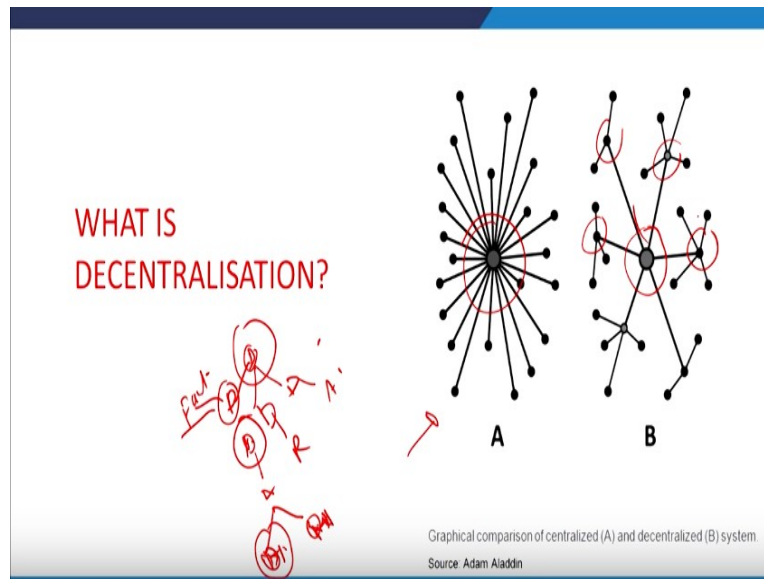 WHAT IS
DECENTRALISATION?
A
B
Graphical comparison of centralized (A) and decentralized (B) system.
Source: Adam Aladdin